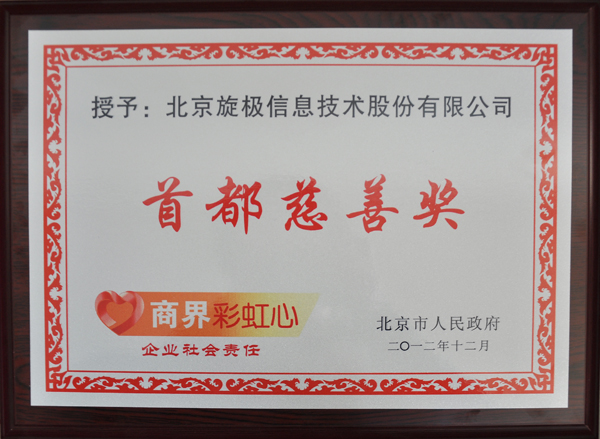 授予：北京旋极信息技术股份有限公司
首都慈善奖
商界彩虹心
企业社会责任
北京市人民政府
二〇一二年十二月